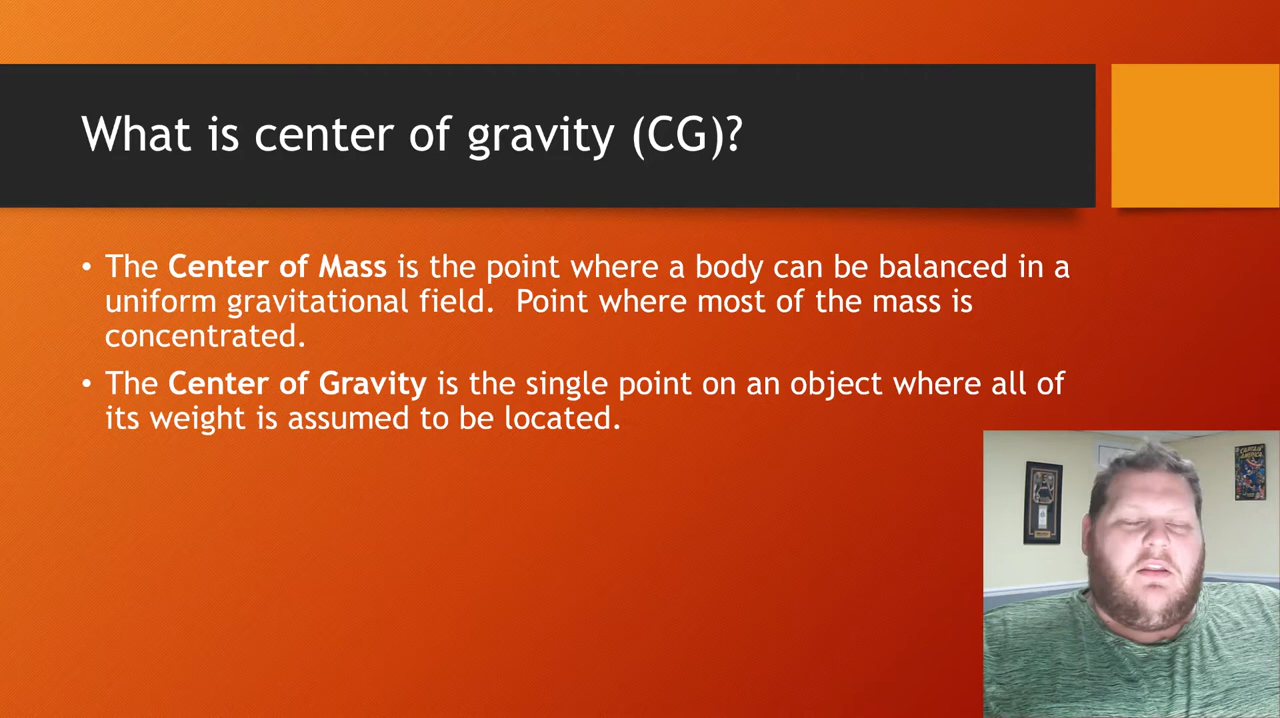 What is center of gravity (CG)?
• The Center of Mass is the point where a body can be balanced in a
uniform gravitational field.  Point where most of the mass is
concentrated.
• The Center of Gravity is the single point on an object where all of
its weight is assumed to be located.
CAPTAIN AMERICA